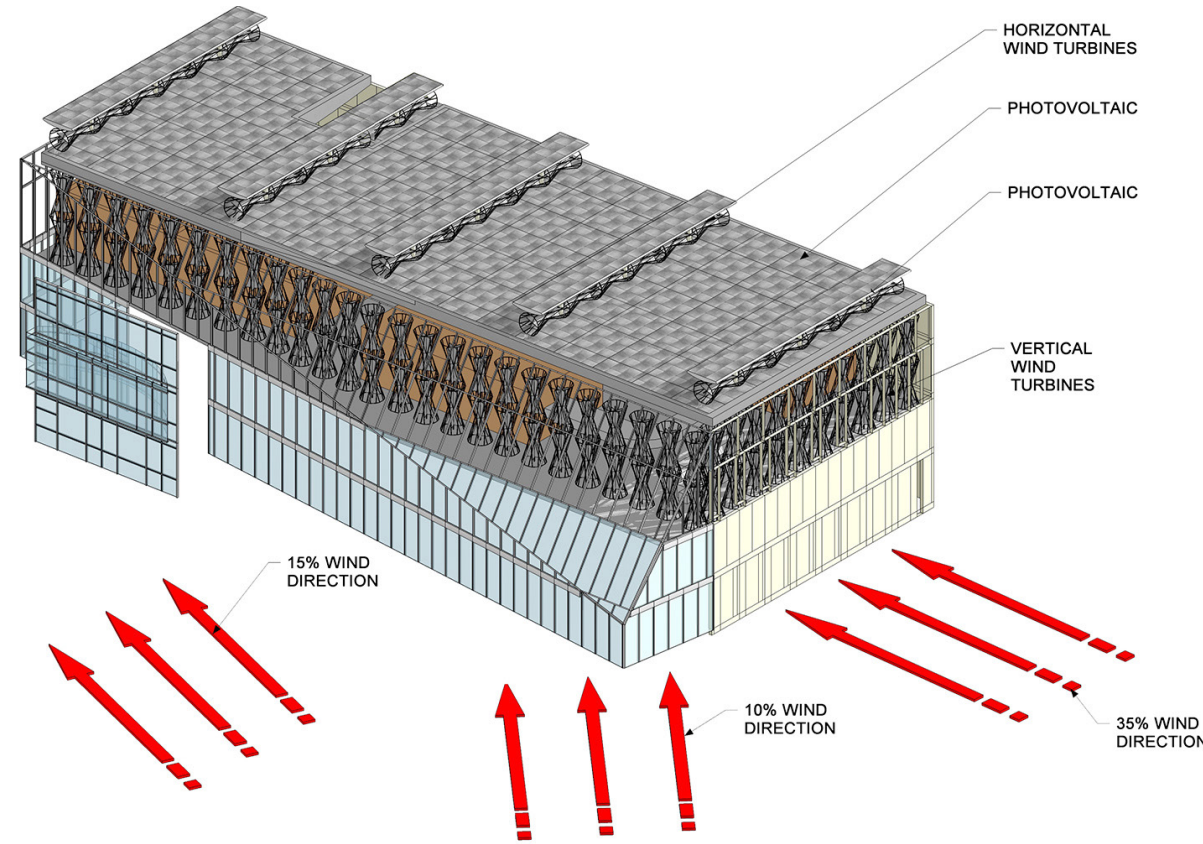 HORIZONTAL
WIND TURBINES
PHOTOVOLTAIC
PHOTOVOLTAIC
VERTICAL
WIND
TURBINES
15% WIND
DIRECTION
10% WIND
DIRECTION
35% WIND
DIRECTION